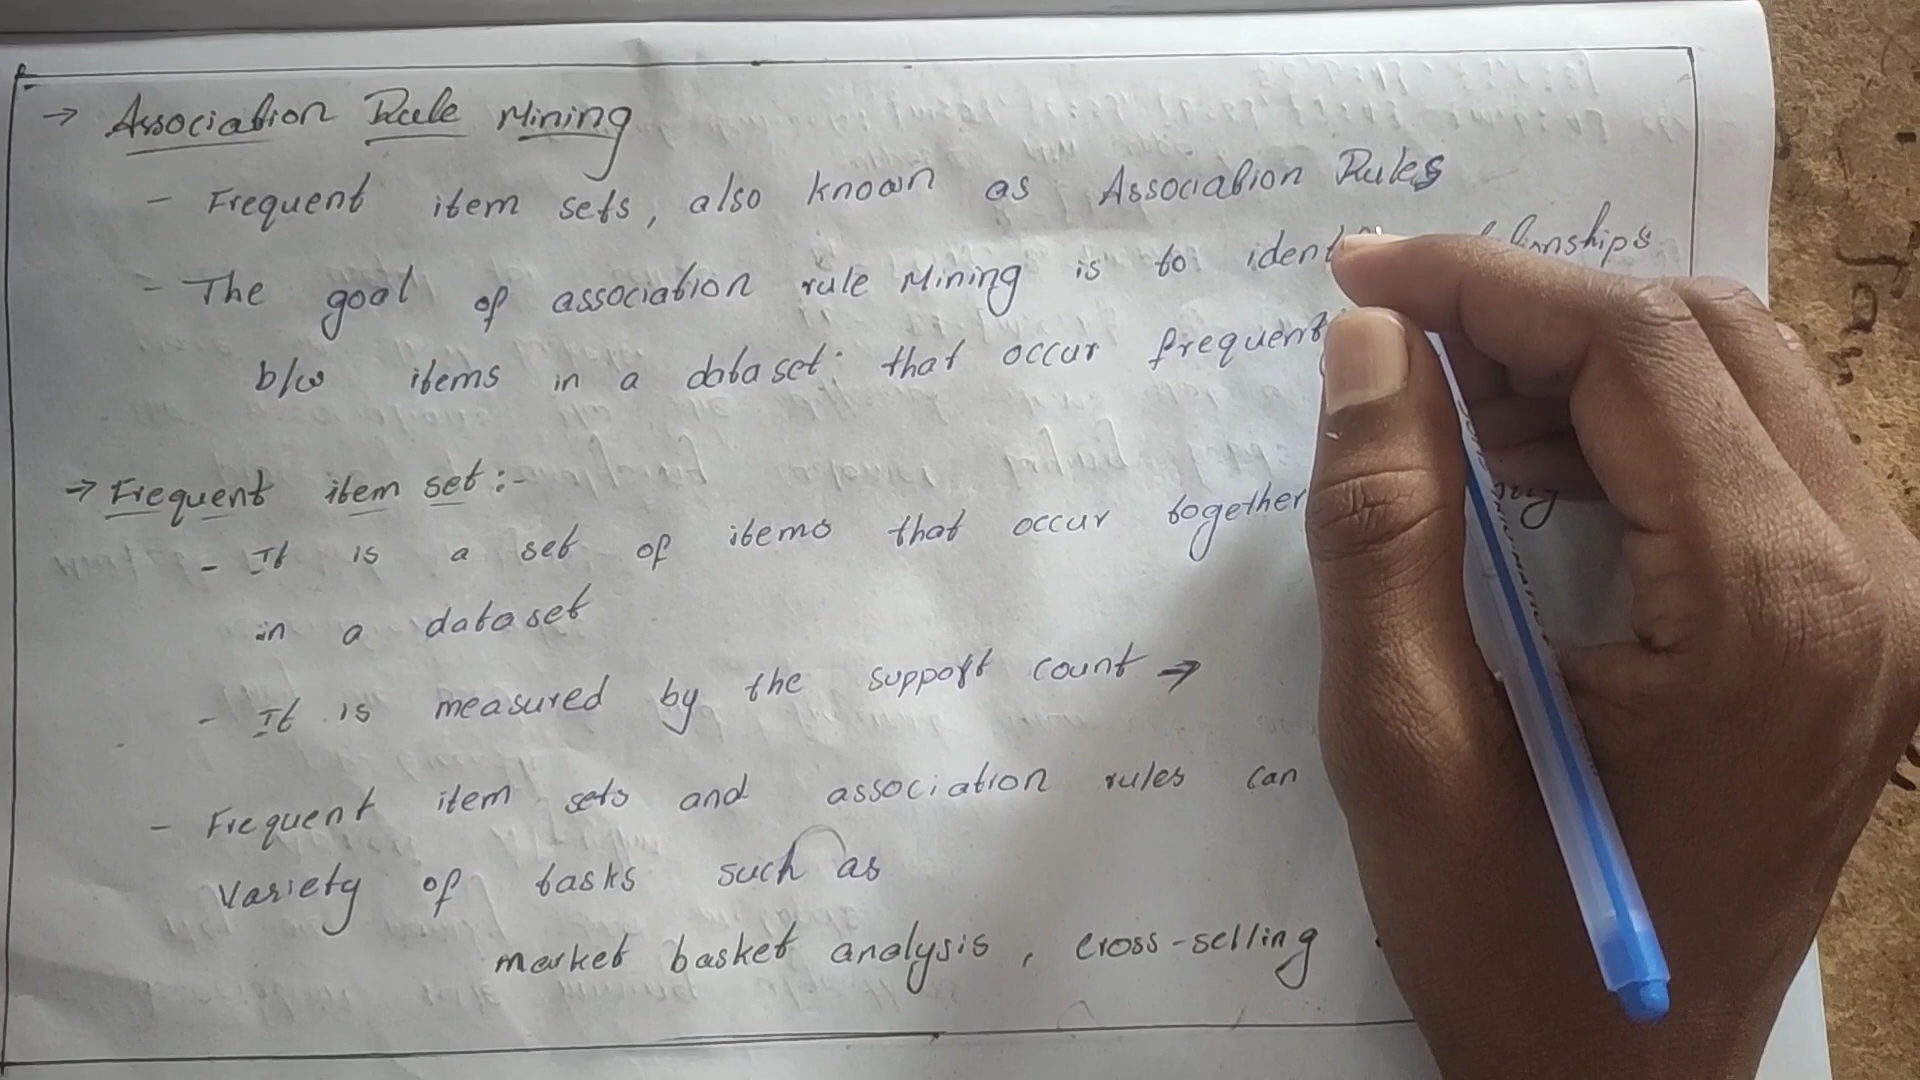 → Association Rule Mining
- Frequent item sets, also known as Association Rules
- The goal of association rule Mining is to
b/w items in a dataset that occur
→ Frequent item set :-
- It is a set of items that occur together
in a dataset
- It is measured by the support count →
- Frequent item sets and association rules can
variety of tasks such as
market basket analysis, cross-selling